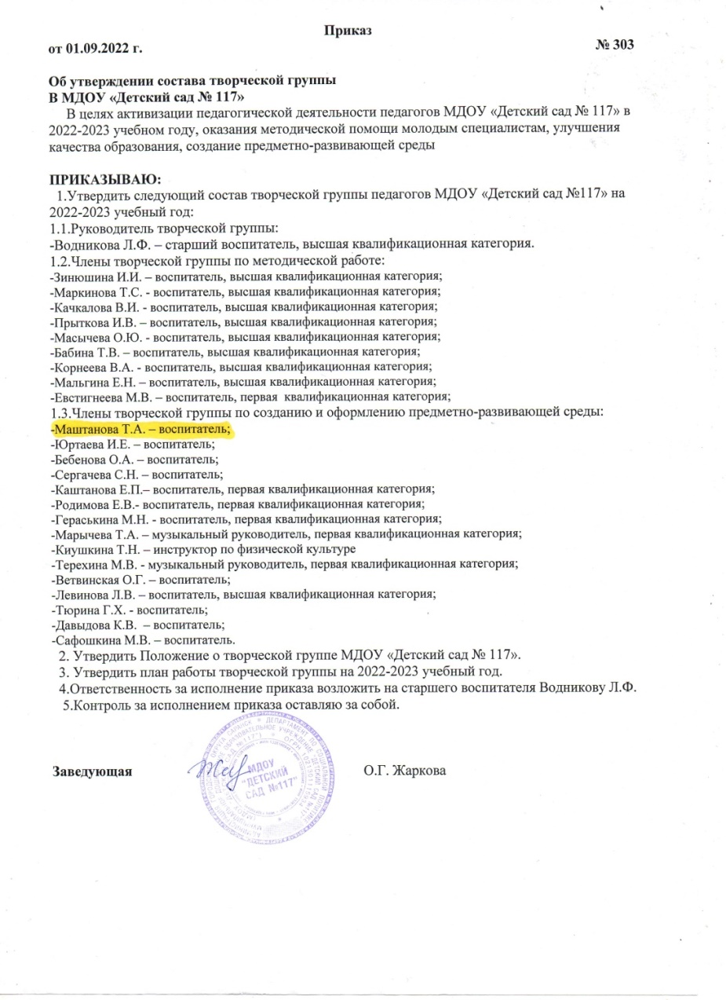 Приказ
от 01.09.2022 г. № 303
Об утверждении состава творческой группы
В МДОУ «Детский сад № 117»
В целях активизации педагогической деятельности педагогов МДОУ «Детский сад № 117» в
2022-2023 учебном году, оказания методической помощи молодым специалистам, улучшения
качества образования, создание предметно-развивающей среды
ПРИКАЗЫВАЮ:
1.Утвердить следующий состав творческой группы педагогов МДОУ «Детский сад №117» на
2022-2023 учебный год:
1.1.Руководитель творческой группы:
-Водникова Л.Ф. – старший воспитатель, высшая квалификационная категория.
1.2.Члены творческой группы по методической работе:
-Зинюшина И.И. – воспитатель, высшая квалификационная категория;
-Маркинова Т.С. - воспитатель, высшая квалификационная категория;
-Качкалова В.И. - воспитатель, высшая квалификационная категория;
-Прыткова И.В. – воспитатель, высшая квалификационная категория;
-Масычева О.Ю. - воспитатель, высшая квалификационная категория;
-Бабина Т.В. – воспитатель, высшая квалификационная категория;
-Корнеева В.А. - воспитатель, высшая квалификационная категория;
-Мальгина Е.Н. – воспитатель, высшая квалификационная категория;
-Евстигнеева М.В. – воспитатель, первая квалификационная категория;
1.3.Члены творческой группы по созданию и оформлению предметно-развивающей среды:
-Маштанова Т.А. – воспитатель;
-Юртаева И.Е. – воспитатель;
-Бебенова О.А. – воспитатель;
-Сергачева С.Н. – воспитатель;
-Каштанова Е.П.– воспитатель, первая квалификационная категория;
-Родимова Е.В.- воспитатель, первая квалификационная категория;
-Гераськина М.Н. - воспитатель, первая квалификационная категория;
-Марычева Т.А. – музыкальный руководитель, первая квалификационная категория;
-Киушкина Т.Н. – инструктор по физической культуре
-Терехина М.В. - музыкальный руководитель, первая квалификационная категория;
-Ветвинская О.Г. – воспитатель;
-Левинова Л.В. – воспитатель, высшая квалификационная категория;
-Тюрина Г.Х. - воспитатель;
-Давыдова К.В. – воспитатель;
-Сафошкина М.В. – воспитатель.
2. Утвердить Положение о творческой группе МДОУ «Детский сад № 117».
3. Утвердить план работы творческой группы на 2022-2023 учебный год.
4.Ответственность за исполнение приказа возложить на старшего воспитателя Водникову Л.Ф.
5.Контроль за исполнением приказа оставляю за собой.
Заведующая О.Г. Жаркова
МДОУ
"ДЕТСКИЙ
САД №117"